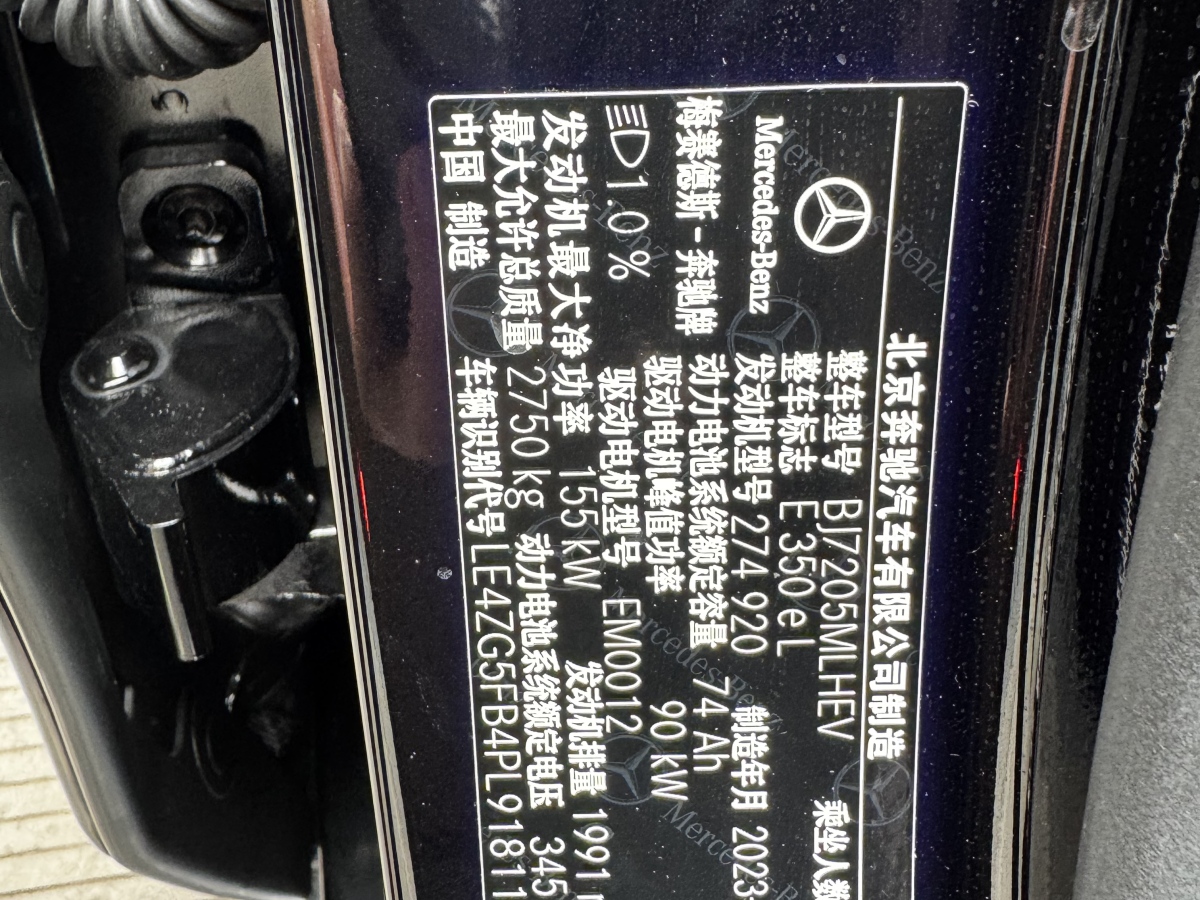 北京奔驰汽车有限公司制造
Mercedes-Benz
梅赛德斯-奔驰牌
整车型号 BJ7205MLHEV 乘坐人数
整车标志 E 350 e L
发动机型号 274 920 制造年月 2023-
动力电池系统额定容量 74 Ah
驱动电机峰值功率 90 kW
1.0% 驱动电机型号 EM0012
发动机最大净功率 155 kW 发动机排量 1991
最大允许总质量 2750 kg 动力电池系统额定电压 345
中国 制造 车辆识别代号 LE4ZG5FB4PL91811